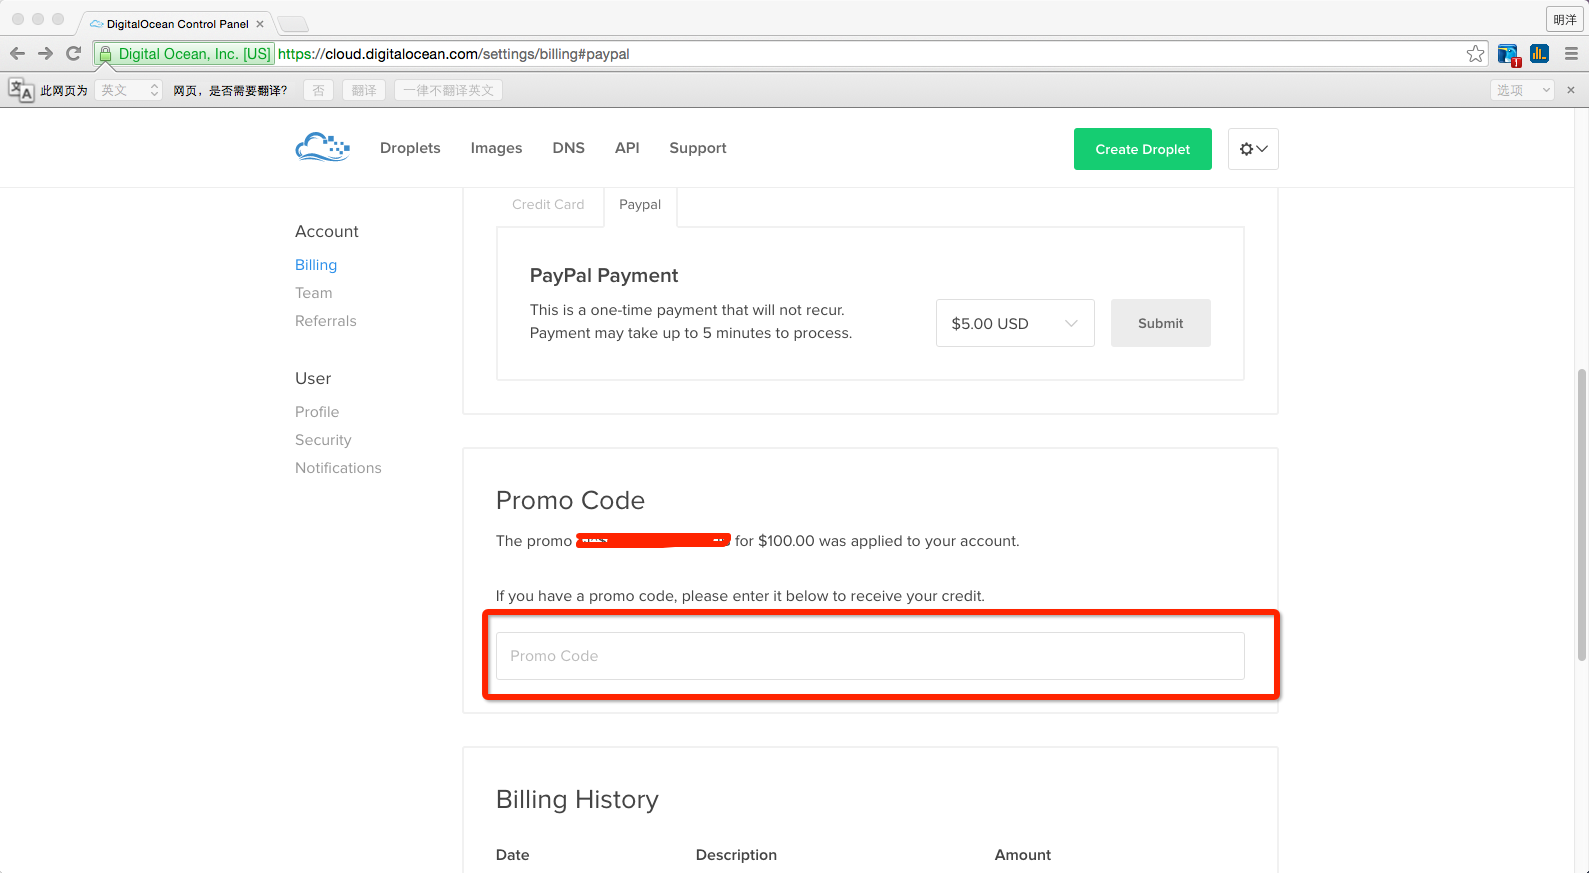 DigitalOcean Control Panel
明洋
Digital Ocean, Inc. [US] https://cloud.digitalocean.com/settings/billing#paypal
此网页为 英文 网页，是否需要翻译？ 否 翻译 一律不翻译英文 选项
Droplets Images DNS API Support Create Droplet
Credit Card Paypal
Account
Billing
Team
Referrals
User
Profile
Security
Notifications
PayPal Payment
This is a one-time payment that will not recur.
Payment may take up to 5 minutes to process.
$5.00 USD Submit
Promo Code
The promo for $100.00 was applied to your account.
If you have a promo code, please enter it below to receive your credit.
Promo Code
Billing History
Date Description Amount